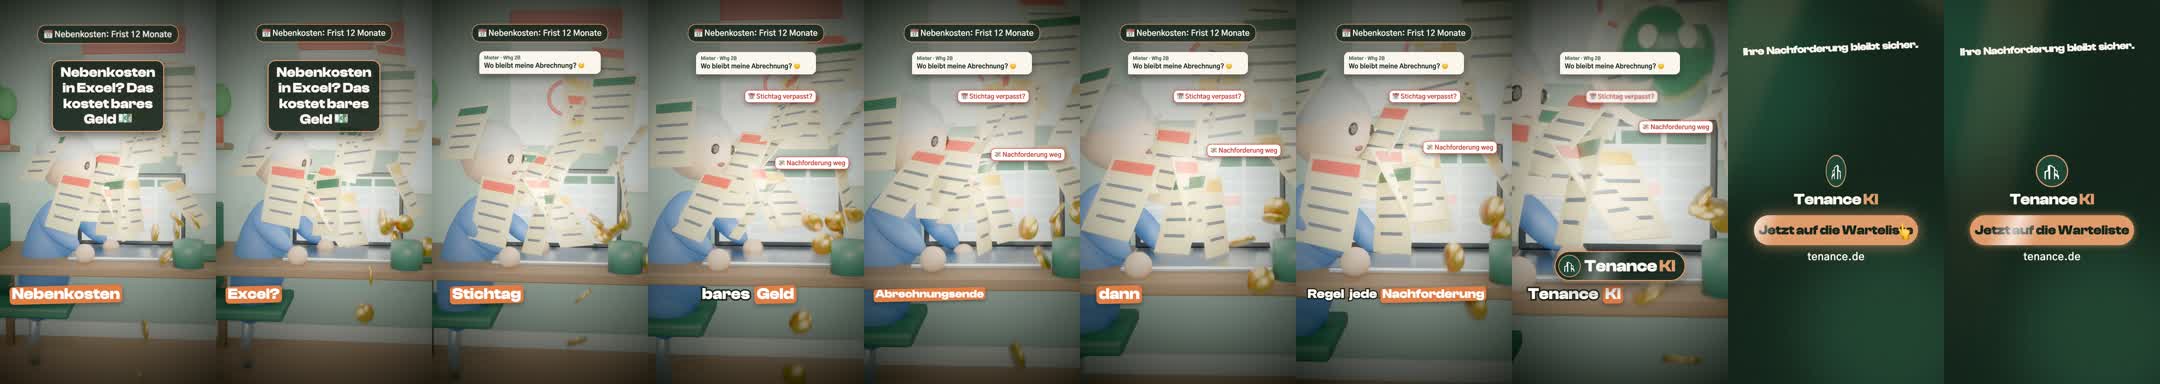 📅 Nebenkosten: Frist 12 Monate
Nebenkosten
in Excel? Das
kostet bares
Geld 💵
Nebenkosten
📅 Nebenkosten: Frist 12 Monate
Nebenkosten
in Excel? Das
kostet bares
Geld 💵
Excel?
📅 Nebenkosten: Frist 12 Monate
Mieter · Whg 2B
Wo bleibt meine Abrechnung? 😕
Stichtag
📅 Nebenkosten: Frist 12 Monate
Mieter · Whg 2B
Wo bleibt meine Abrechnung? 😕
Stichtag verpasst?
Nachforderung weg
bares Geld
📅 Nebenkosten: Frist 12 Monate
Mieter · Whg 2B
Wo bleibt meine Abrechnung? 😕
Stichtag verpasst?
Nachforderung weg
Abrechnungsende
📅 Nebenkosten: Frist 12 Monate
Mieter · Whg 2B
Wo bleibt meine Abrechnung? 😕
Stichtag verpasst?
Nachforderung weg
dann
📅 Nebenkosten: Frist 12 Monate
Mieter · Whg 2B
Wo bleibt meine Abrechnung? 😕
Stichtag verpasst?
Nachforderung weg
Regel jede Nachforderung
Mieter · Whg 2B
Wo bleibt meine Abrechnung? 😕
Stichtag verpasst?
Nachforderung weg
Tenance KI
Tenance KI
Ihre Nachforderung bleibt sicher.
Tenance KI
Jetzt auf die Warteliste
tenance.de
Ihre Nachforderung bleibt sicher.
Tenance KI
Jetzt auf die Warteliste
tenance.de